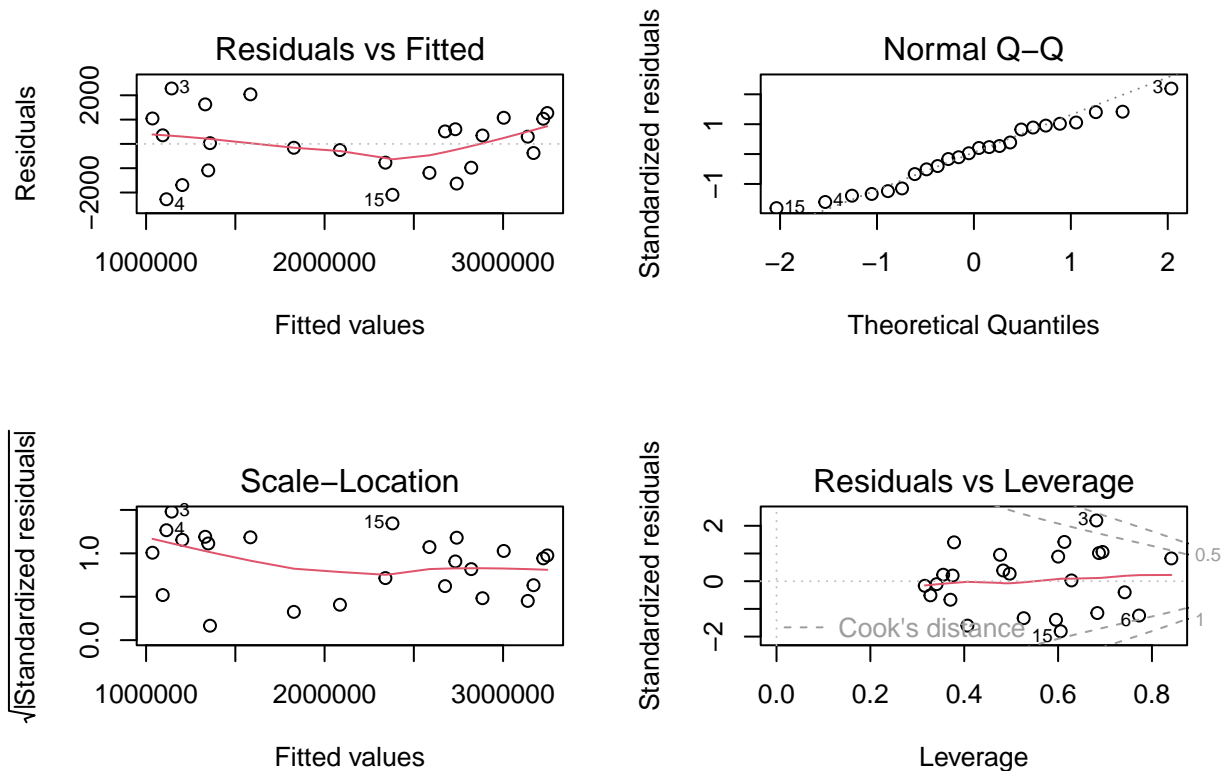 Residuals vs Fitted
Residuals
2000
−2000
3
4
15
1000000 2000000 3000000
Fitted values
Normal Q−Q
Standardized residuals
1
−1
3
4
15
−2 −1 0 1 2
Theoretical Quantiles
Scale−Location
√|Standardized residuals|
1.0
0.0
3
4
15
1000000 2000000 3000000
Fitted values
Residuals vs Leverage
Standardized residuals
2
0
−2
3
0.5
6
1
15
Cook's distance
0.0 0.2 0.4 0.6 0.8
Leverage